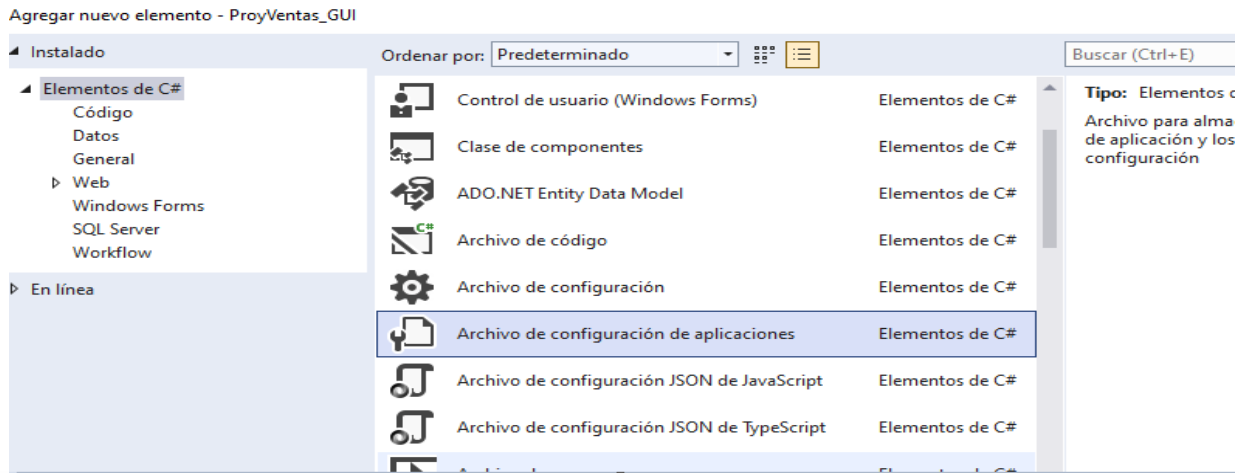 Agregar nuevo elemento - ProyVentas_GUI
Instalado
Ordenar por: Predeterminado
Buscar (Ctrl+E)
Elementos de C#
Código
Datos
General
Web
Windows Forms
SQL Server
Workflow
En línea
Control de usuario (Windows Forms) Elementos de C#
Clase de componentes Elementos de C#
ADO.NET Entity Data Model Elementos de C#
C#
Archivo de código Elementos de C#
Archivo de configuración Elementos de C#
Archivo de configuración de aplicaciones Elementos de C#
Archivo de configuración JSON de JavaScript Elementos de C#
Archivo de configuración JSON de TypeScript Elementos de C#
Tipo: Elementos
Archivo para
de aplicación y los
configuración